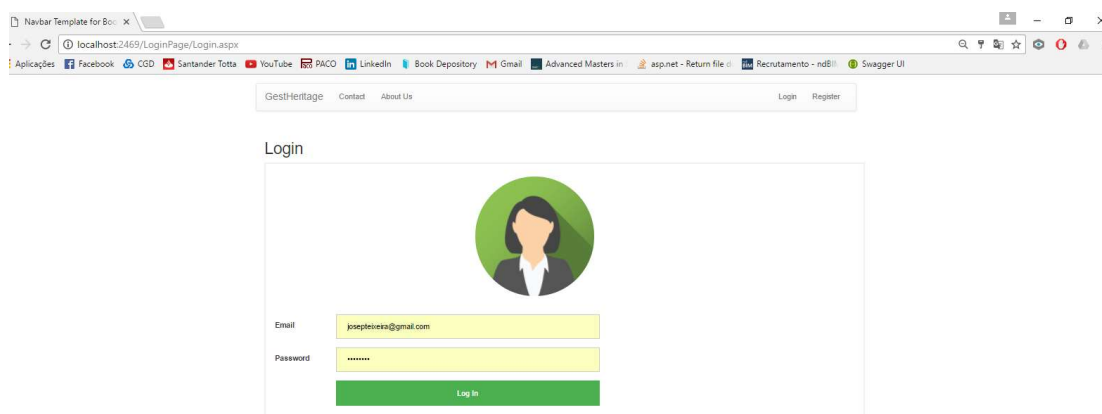 Navbar Template for Boo
localhost:2469/LoginPage/Login.aspx
Aplicações Facebook CGD Santander Totta YouTube PACO LinkedIn Book Depository Gmail Advanced Masters in asp.net - Return file d Recrutamento - ndBI Swagger UI
GestHeritage Contact About Us Login Register
Login
Email josepteixeira@gmail.com
Password ••••••••
Log In